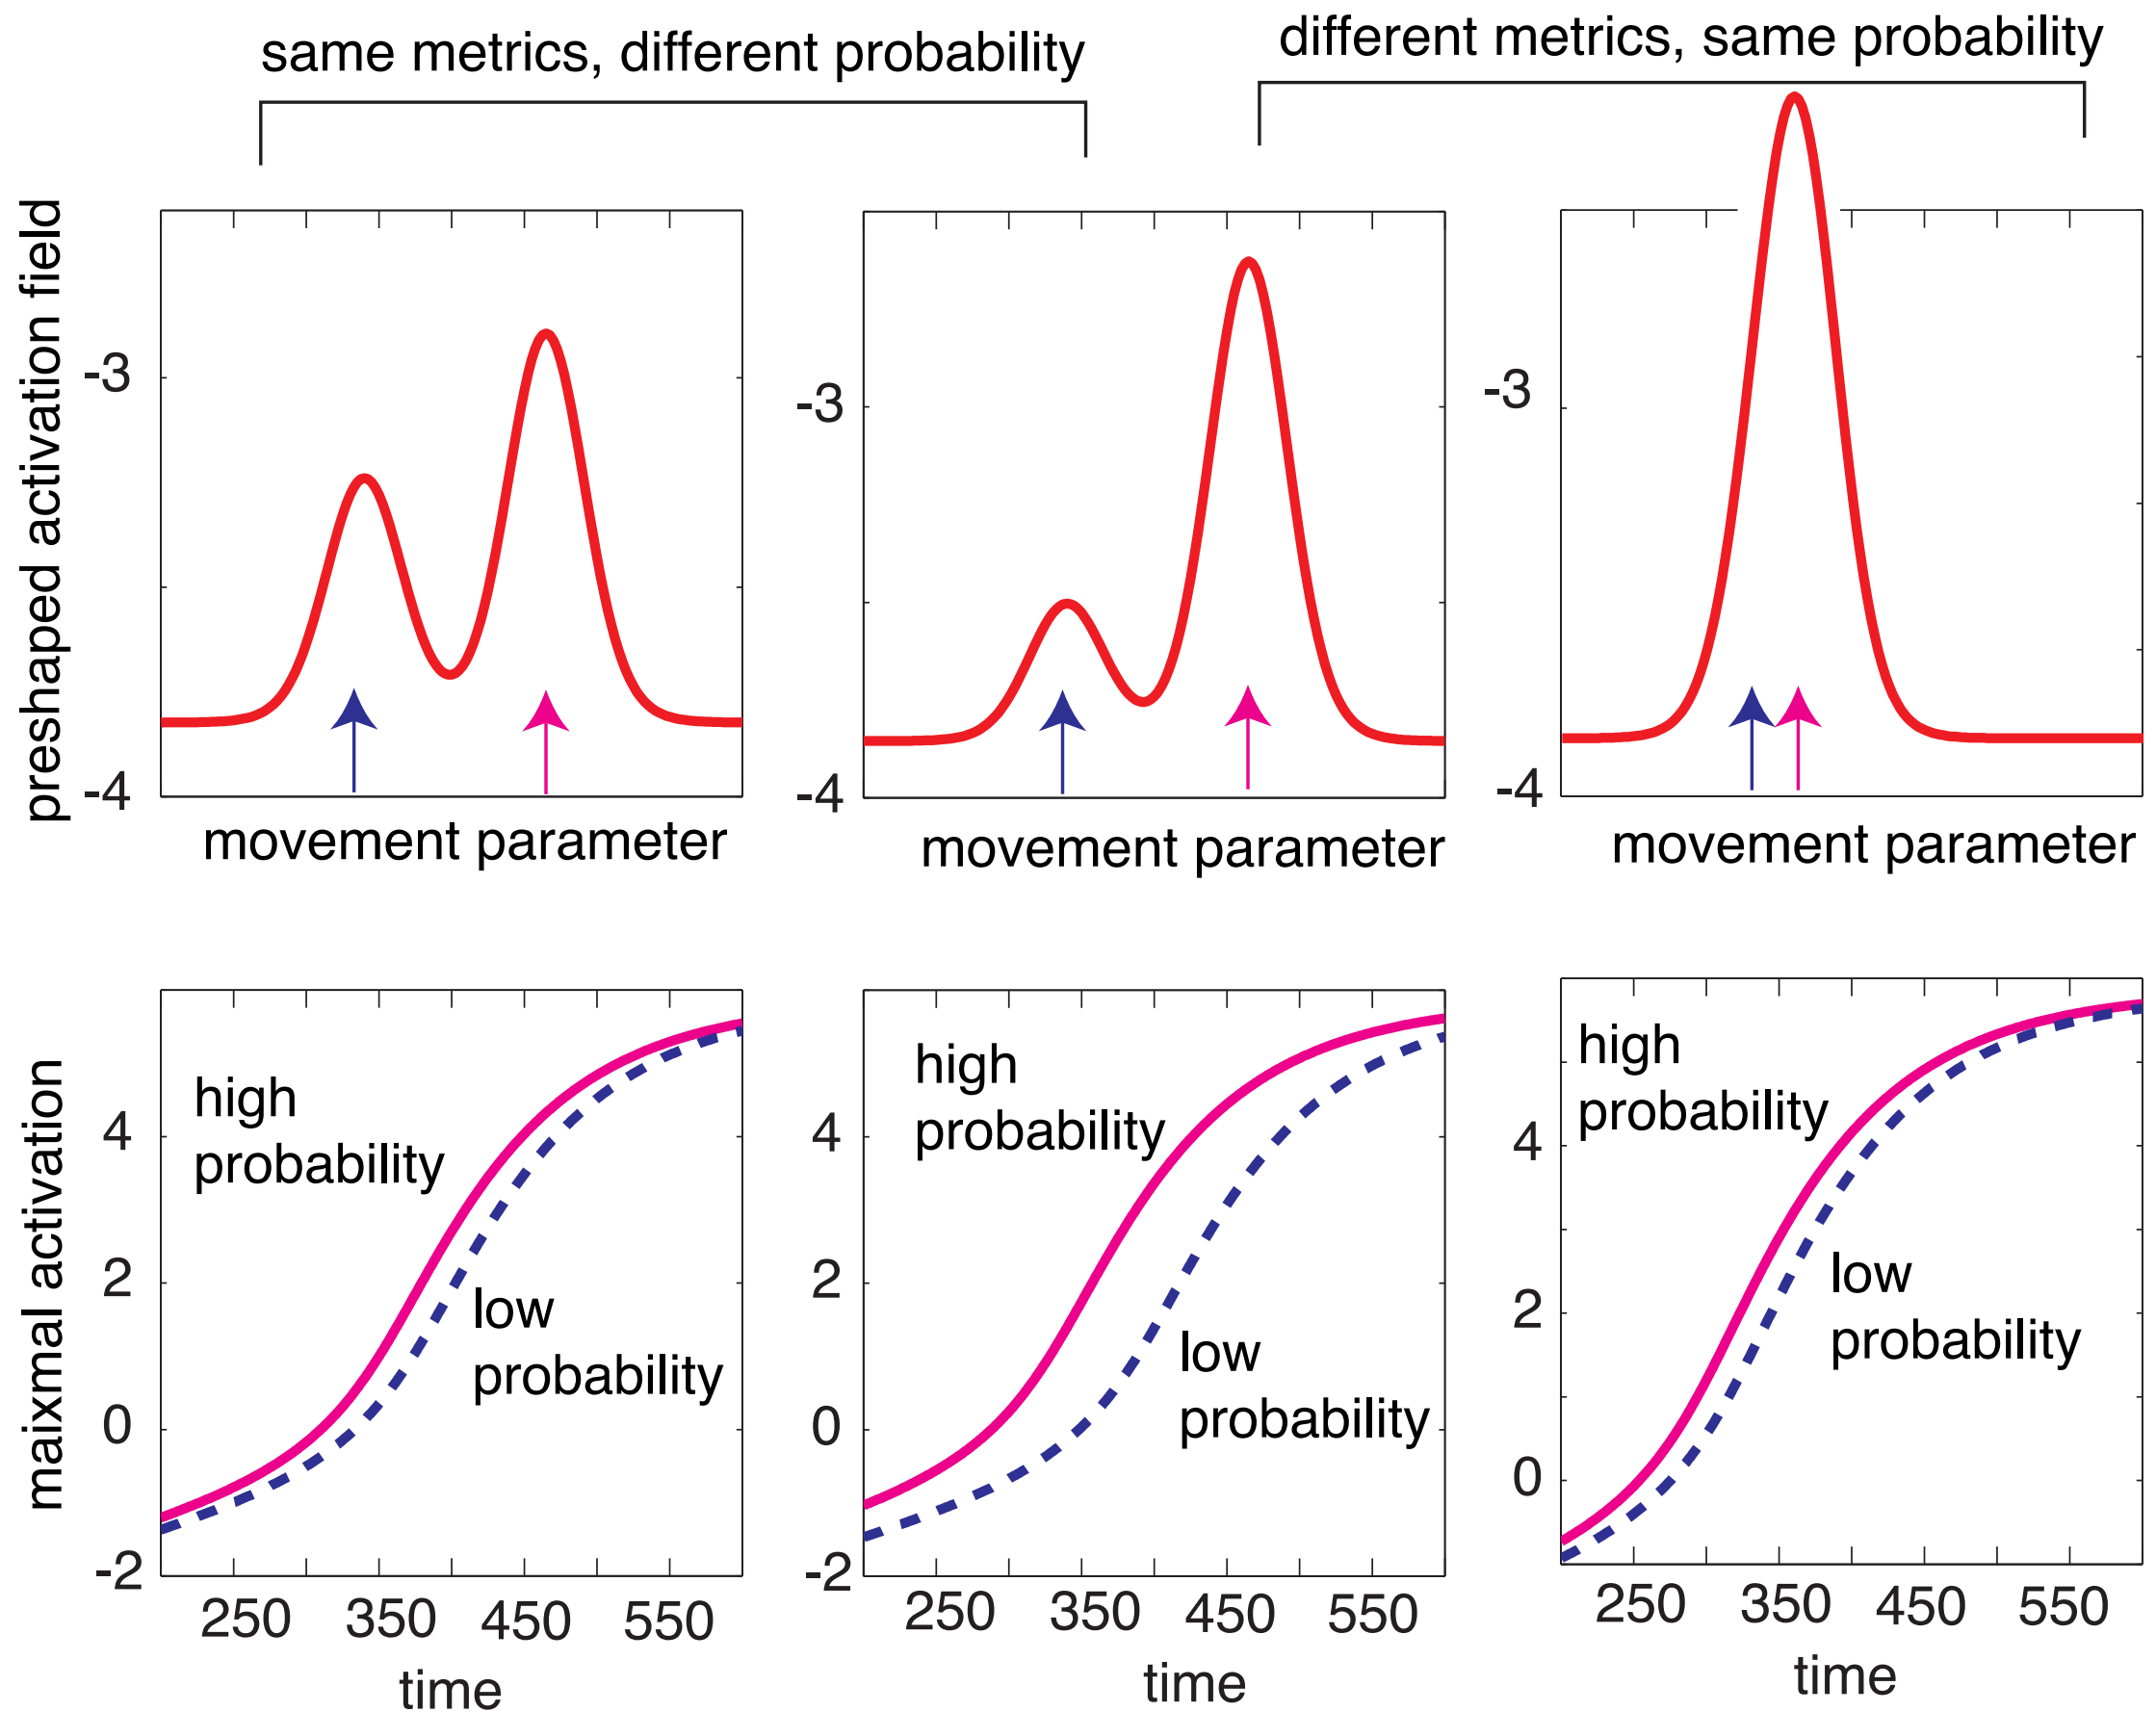 same metrics, different probability
different metrics, same probability
preshaped activation field
-3
-4
movement parameter
-3
-4
movement parameter
-3
-4
movement parameter
maixmal activation
high
probability
low
probability
4
2
0
-2
250 350 450 550
time
high
probability
low
probability
4
2
0
-2
250 350 450 550
time
high
probability
low
probability
4
2
0
250 350 450 550
time